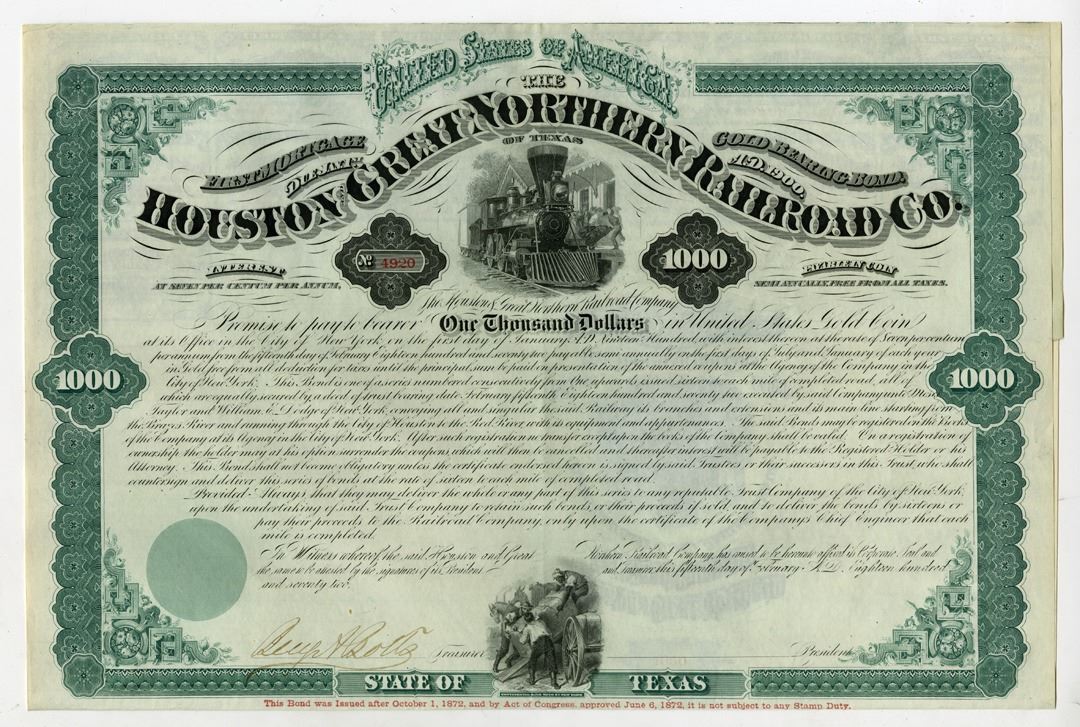 UNITED STATES OF AMERICA.
THE
HOUSTON & GREAT NORTHERN RAILROAD CO.
OF TEXAS
FIRST MORTGAGE GOLD BEARING BOND.
DUE JAN'Y 1ST A.D. 1900.
INTEREST
AT SEVEN PER CENTUM PER ANNUM,
PAYABLE IN COIN
SEMI ANNUALLY, FREE FROM ALL TAXES.
No 4920
1000
The Houston & Great Northern Railroad Company
Promise to pay to bearer One Thousand Dollars in United States Gold Coin
at its Office in the City of New York, on the first day of January, A.D. Nineteen Hundred, with interest thereon at the rate of Seven per centum
per annum from the fifteenth day of February Eighteen hundred and seventy two payable semi annually on the first days of July and January of each year
in Gold free from all deduction for taxes until the principal sum be paid on presentation of the annexed coupons at the Agency of the Company in the
1000
1000
City of New York. This Bond is one of a series numbered consecutively from One upwards issued sixteen to each mile of completed road, all of
which are equally secured by a deed of trust bearing date February fifteenth Eighteen hundred and seventy two executed by said Company unto Moses
Taylor and William E. Dodge of New York, conveying all and singular the said Railway its branches and extensions and its main line starting from
the Brazos River and running through the City of Houston to the Red River, with its equipment and appurtenances. The said Bonds may be registered on the Books
of the Company at its Agency in the City of New York. After such registration no transfer except upon the books of the Company shall be valid. On a registration of
ownership the holder may at his option surrender the coupons, which will then be cancelled and thereafter interest will be payable to the Registered Holder or his
Attorney. This Bond shall not become obligatory unless the certificate endorsed hereon is signed by said Trustees or their successors in this Trust, who shall
countersign and deliver this series of bonds at the rate of sixteen to each mile of completed road.
Provided Always that they may deliver the whole or any part of this series to any reputable Trust Company of the City of New York,
upon the undertaking of said Trust Company to retain such bonds, or their proceeds if sold, and to deliver the bonds by sixteens or
pay their proceeds to the Railroad Company, only upon the certificate of the Company's Chief Engineer that each
mile is completed.
In Witness whereof the said Houston and Great Northern Railroad Company, has caused to be hereunto affixed its Corporate Seal and
the same to be attested by the signatures of its President and Treasurer this fifteenth day of February A.D. Eighteen hundred
and seventy two.
Benj A Botts Treasurer
President
STATE OF TEXAS
CONTINENTAL BANK NOTE CO. NEW YORK
This Bond was Issued after October 1, 1872, and by Act of Congress, approved June 6, 1872, it is not subject to any Stamp Duty.